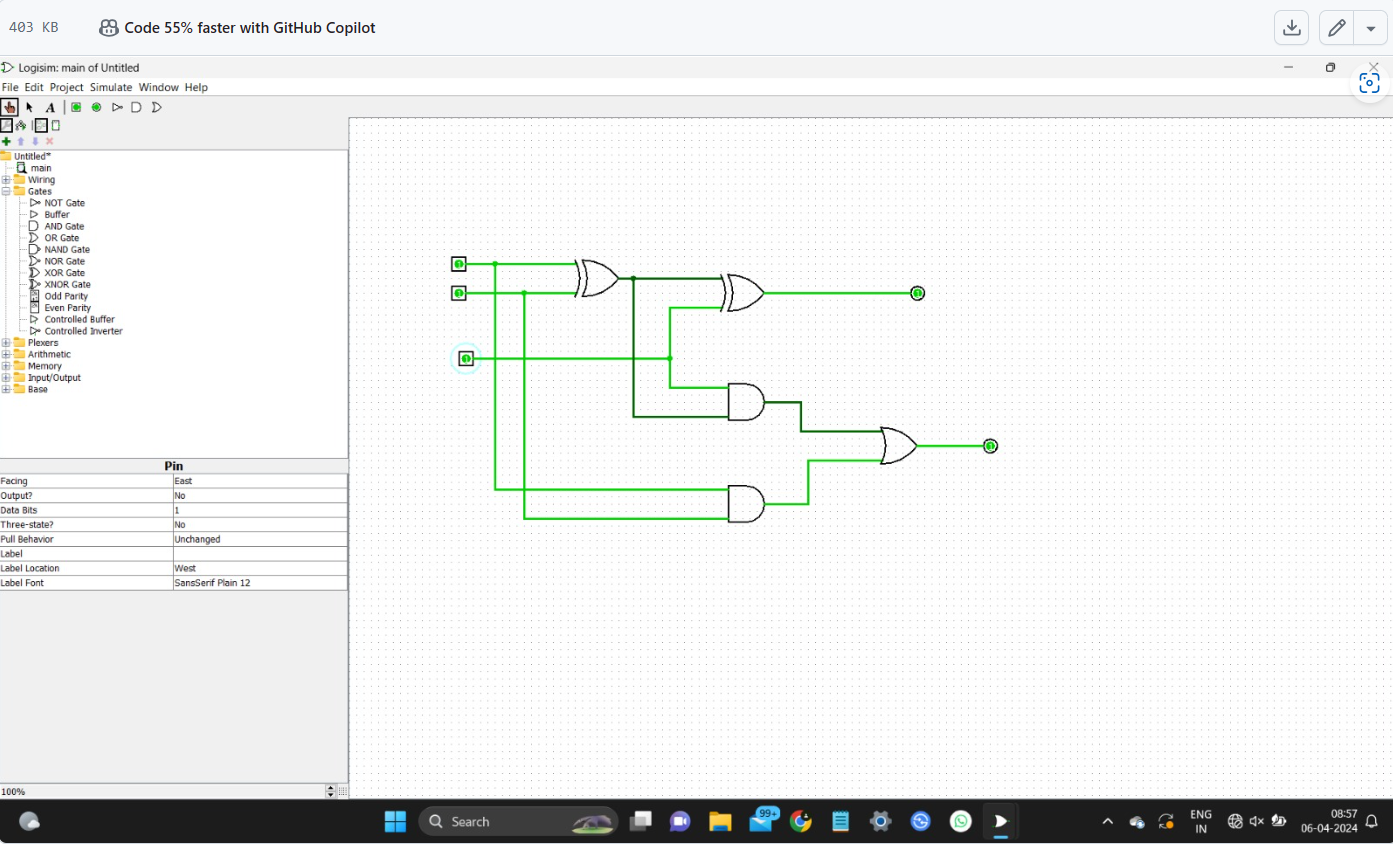 403 KB
Code 55% faster with GitHub Copilot
Logisim: main of Untitled
File Edit Project Simulate Window Help
A
Untitled*
main
Wiring
Gates
NOT Gate
Buffer
AND Gate
OR Gate
NAND Gate
NOR Gate
XOR Gate
XNOR Gate
Odd Parity
Even Parity
Controlled Buffer
Controlled Inverter
Plexers
Arithmetic
Memory
Input/Output
Base
1
1
1
1
1
Pin
Facing East
Output? No
Data Bits 1
Three-state? No
Pull Behavior Unchanged
Label
Label Location West
Label Font SansSerif Plain 12
100%
Search
99+
ENG
IN
08:57
06-04-2024